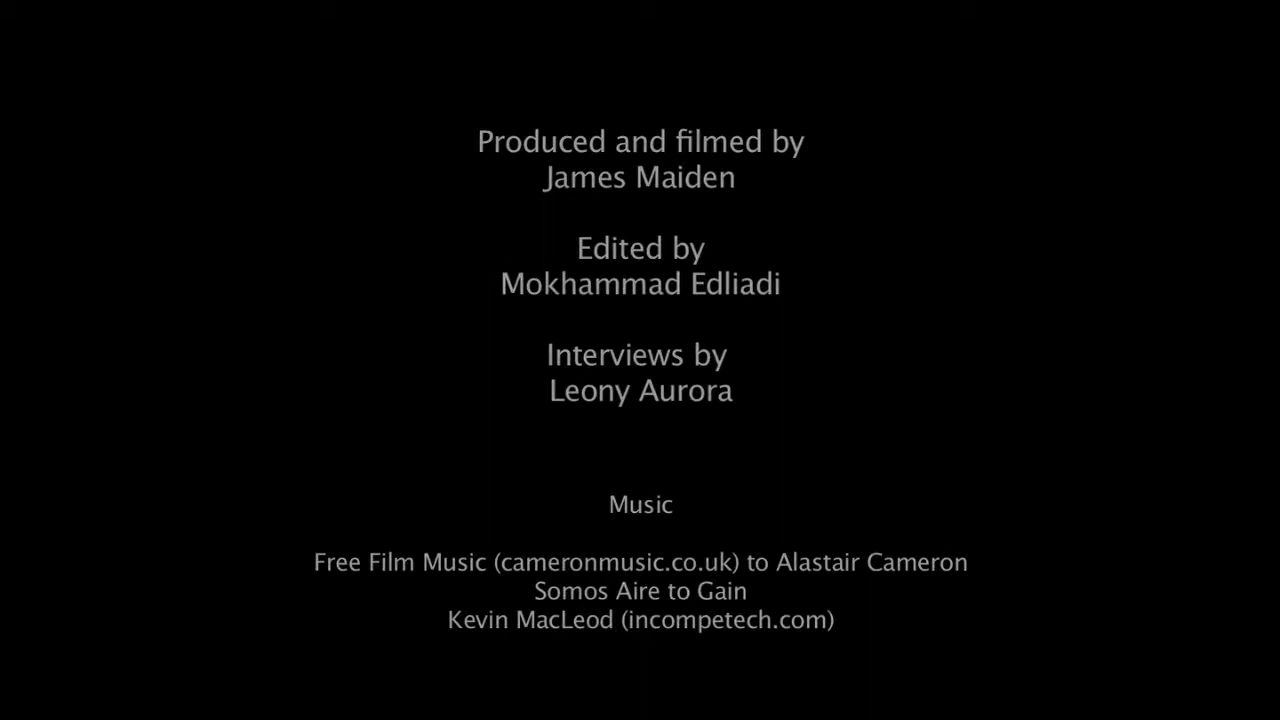 Produced and filmed by
James Maiden
Edited by
Mokhammad Edliadi
Interviews by
Leony Aurora
Music
Free Film Music (cameronmusic.co.uk) to Alastair Cameron
Somos Aire to Gain
Kevin MacLeod (incompetech.com)